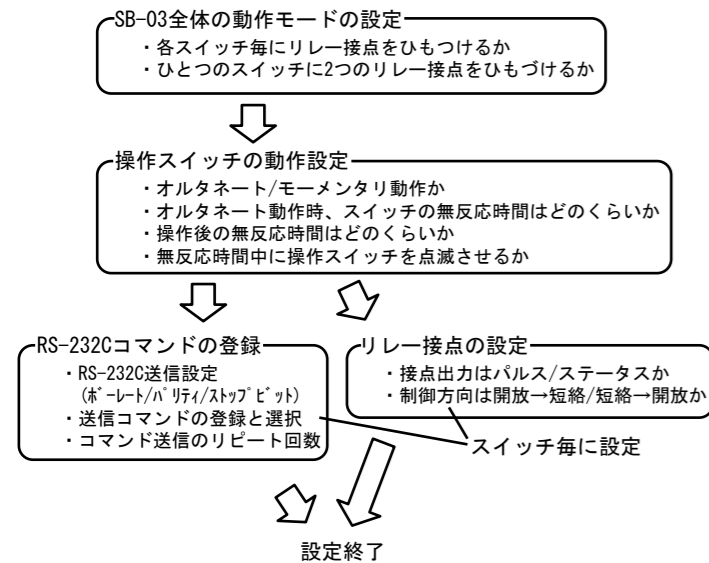 SB-03全体の動作モードの設定
・各スイッチ毎にリレー接点をひもつけるか
・ひとつのスイッチに2つのリレー接点をひもづけるか
操作スイッチの動作設定
・オルタネート/モーメンタリ動作か
・オルタネート動作時、スイッチの無反応時間はどのくらいか
・操作後の無反応時間はどのくらいか
・無反応時間中に操作スイッチを点滅させるか
RS-232Cコマンドの登録
・RS-232C送信設定
(ﾎﾞｰﾚｰﾄ/ﾊﾟﾘﾃｨ/ｽﾄｯﾌﾟﾋﾞｯﾄ)
・送信コマンドの登録と選択
・コマンド送信のリピート回数
リレー接点の設定
・接点出力はパルス/ステータスか
・制御方向は開放→短絡/短絡→開放か
スイッチ毎に設定
設定終了